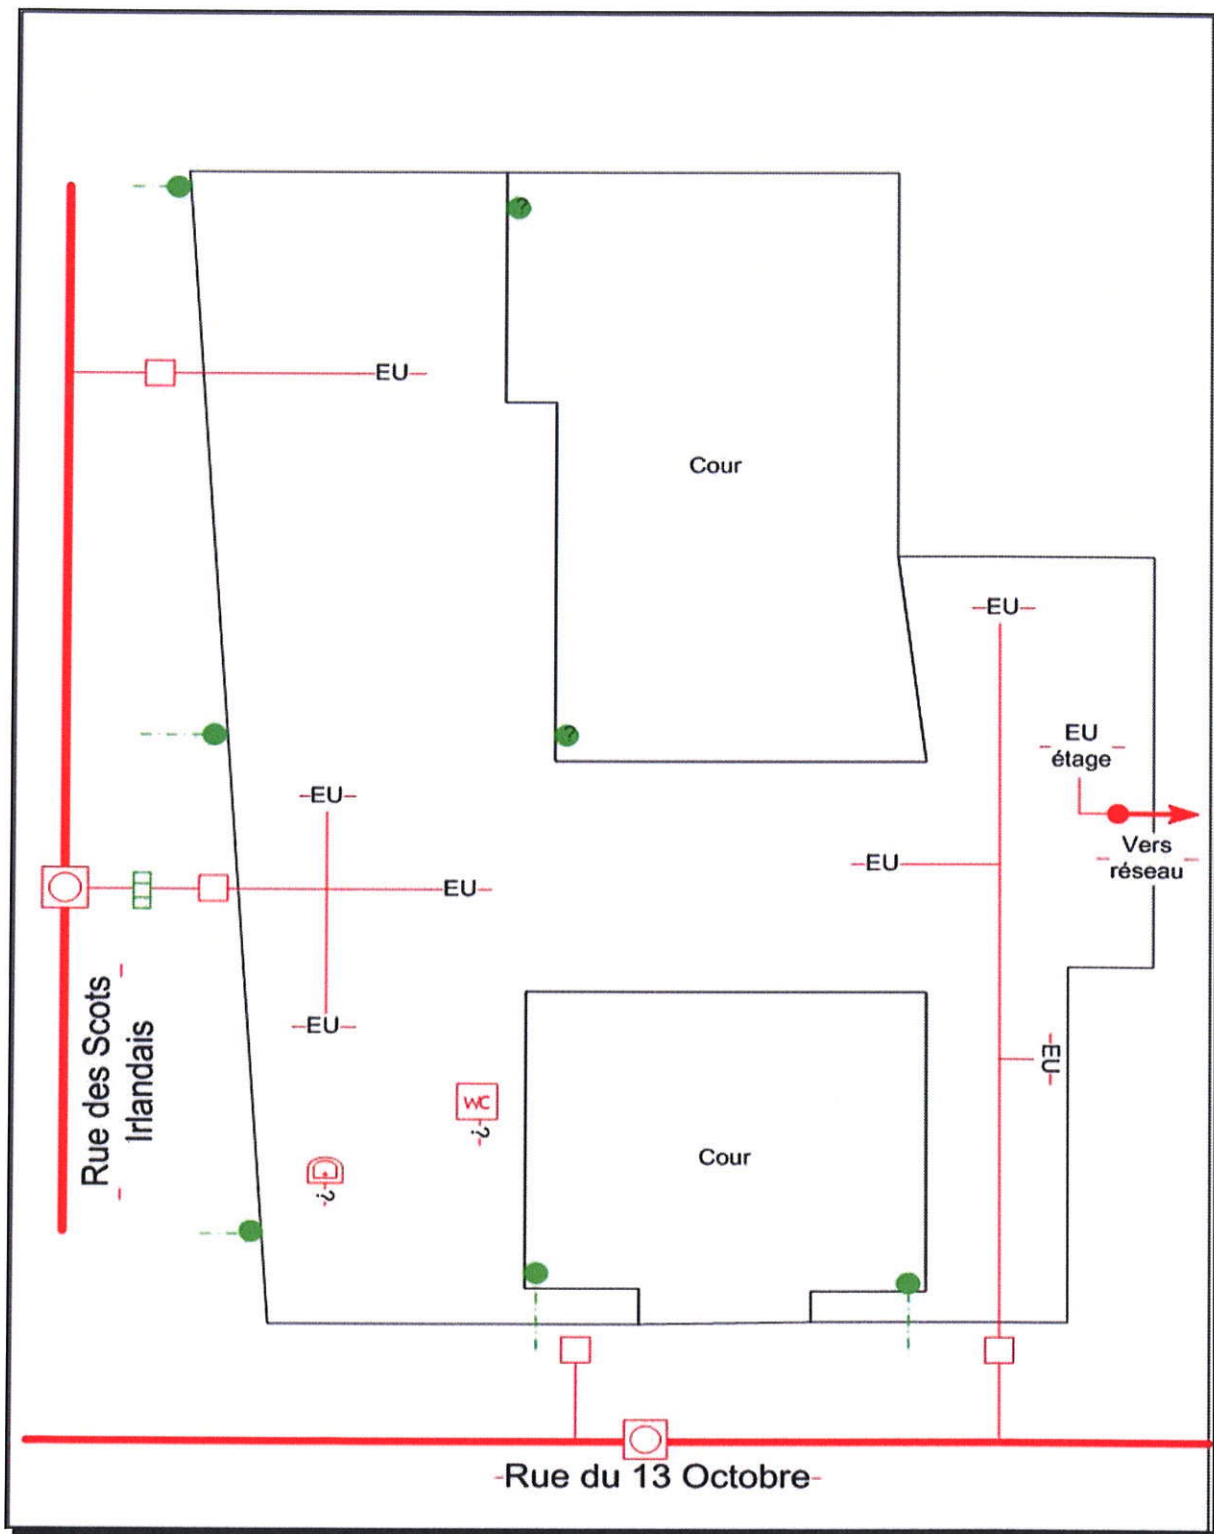 ?
EU
Cour
EU
EU
étage
?
EU
Vers
réseau
EU
EU
Rue des Scots
Irlandais
EU
EU
WC
?
Cour
?
Rue du 13 Octobre